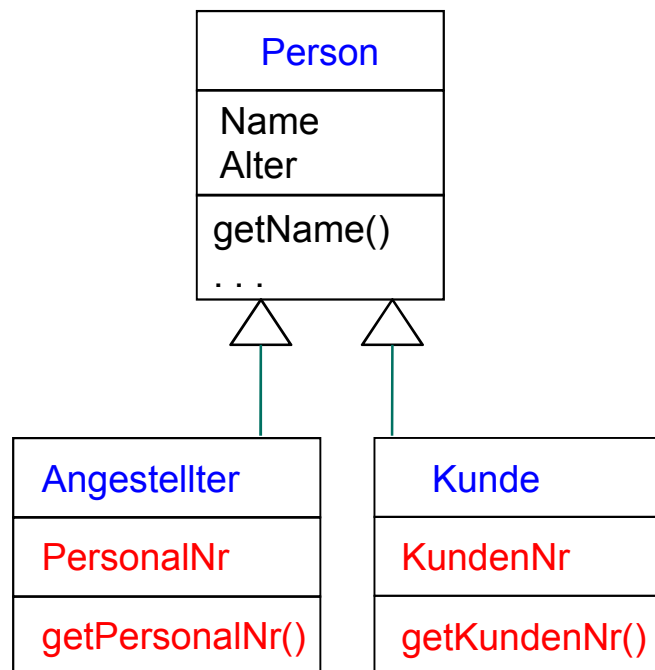 Person
Name
Alter
getName()
. . .
Angestellter
PersonalNr
getPersonalNr()
Kunde
KundenNr
getKundenNr()